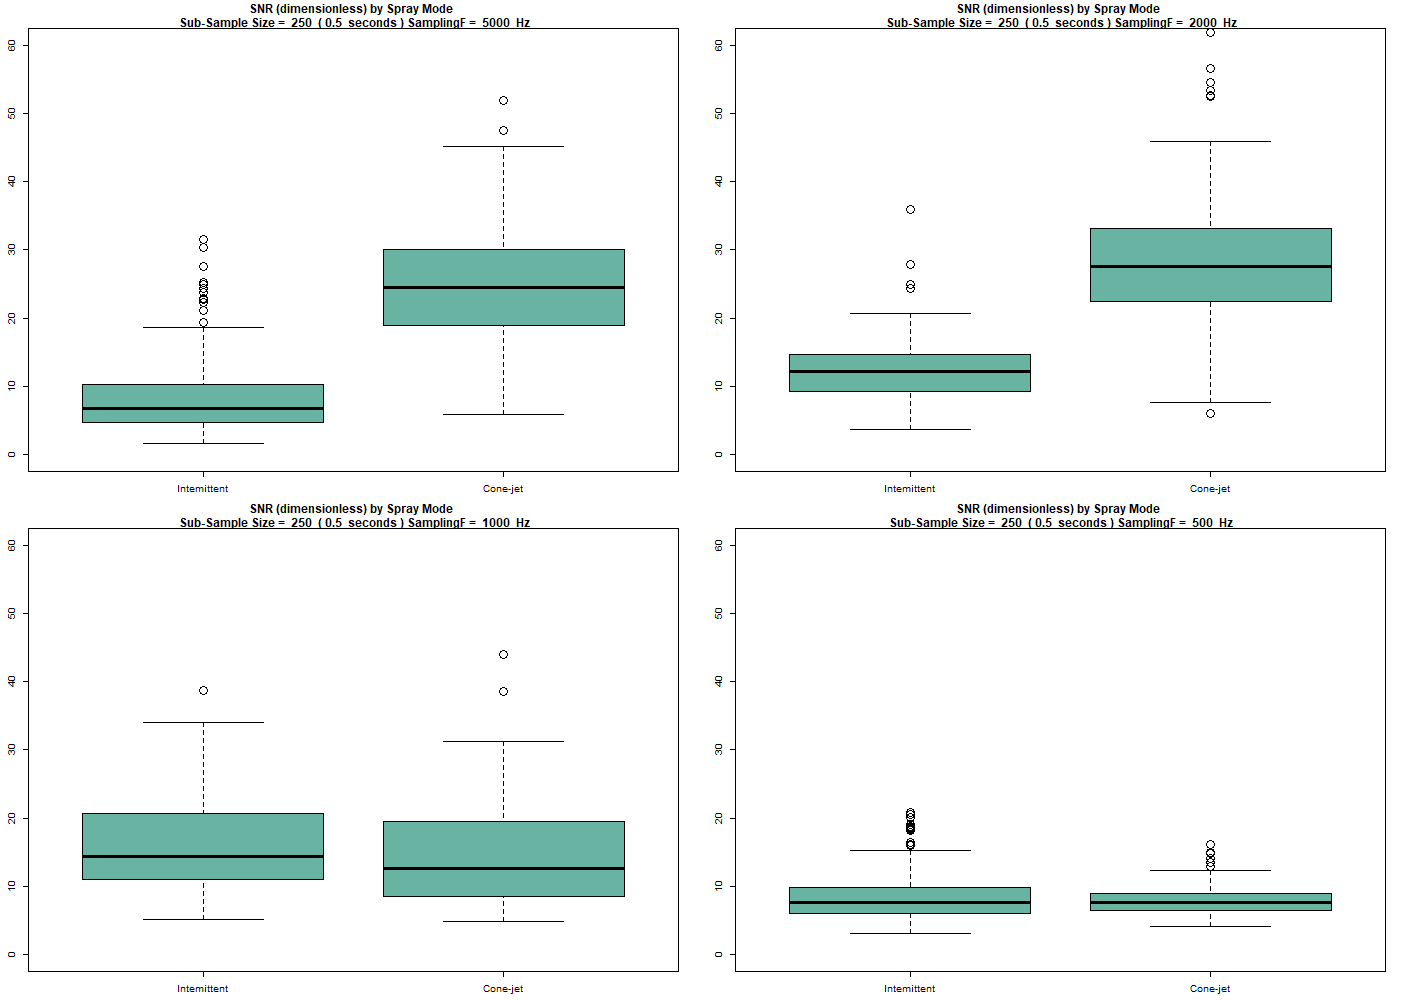 SNR (dimensionless) by Spray Mode
Sub-Sample Size = 250 ( 0.5 seconds ) SamplingF = 5000 Hz
60
50
40
30
20
10
0
Intemittent
Cone-jet
SNR (dimensionless) by Spray Mode
Sub-Sample Size = 250 ( 0.5 seconds ) SamplingF = 2000 Hz
60
50
40
30
20
10
0
Intemittent
Cone-jet
SNR (dimensionless) by Spray Mode
Sub-Sample Size = 250 ( 0.5 seconds ) SamplingF = 1000 Hz
60
50
40
30
20
10
0
Intemittent
Cone-jet
SNR (dimensionless) by Spray Mode
Sub-Sample Size = 250 ( 0.5 seconds ) SamplingF = 500 Hz
60
50
40
30
20
10
0
Intemittent
Cone-jet